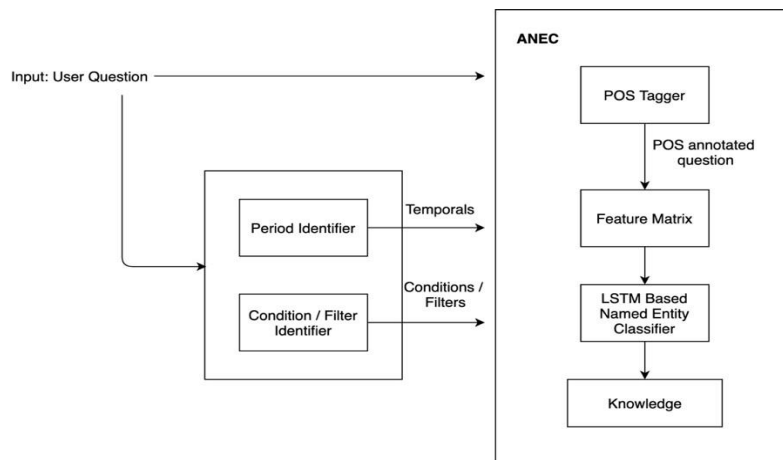 ANEC
Input: User Question
POS Tagger
POS annotated
question
Temporals
Period Identifier
Feature Matrix
Conditions /
Filters
Condition / Filter
Identifier
LSTM Based
Named Entity
Classifier
Knowledge